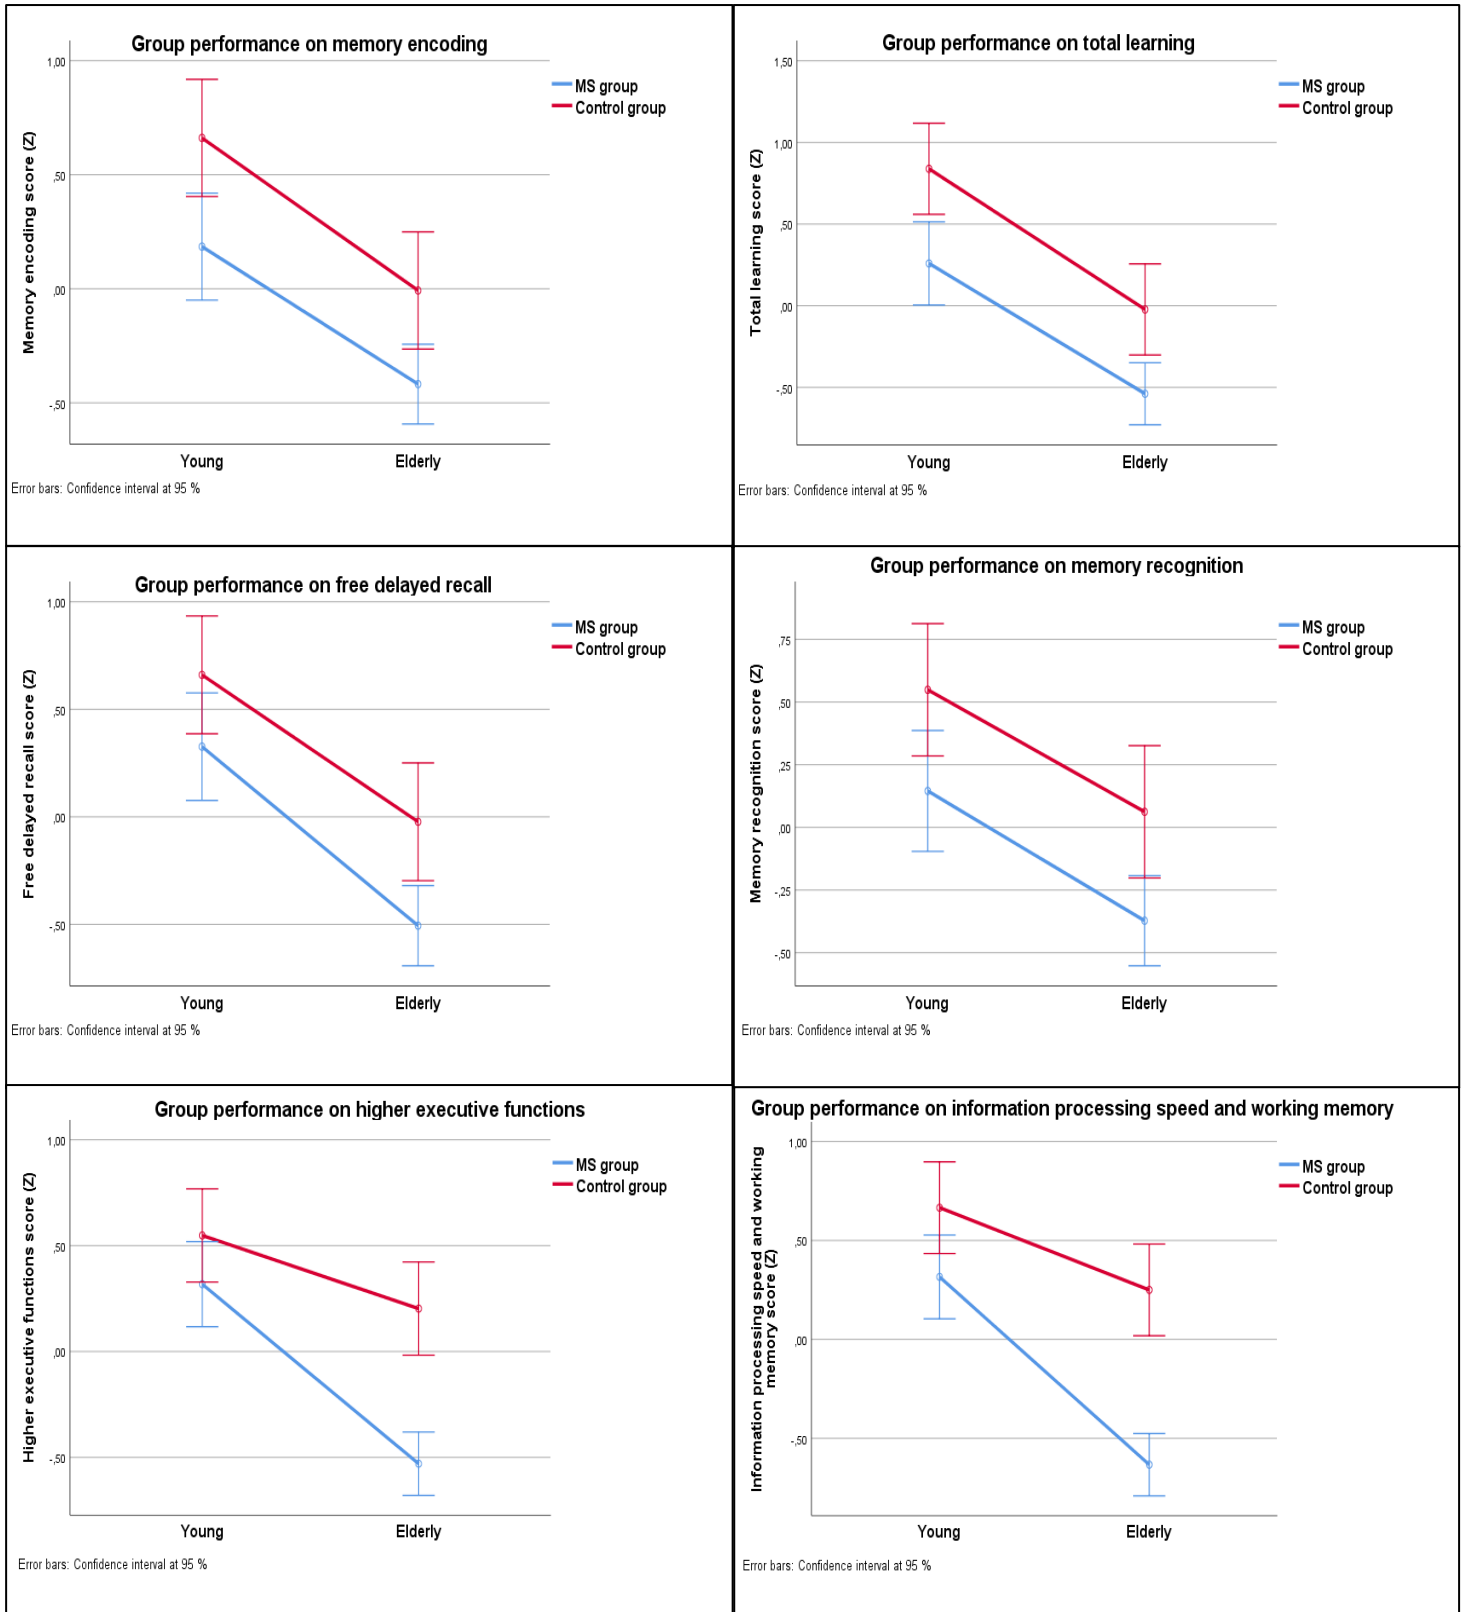 Group performance on memory encoding
MS group
Control group
Memory encoding score (Z)
1,00
,50
,00
-,50
Young
Elderly
Error bars: Confidence interval at 95 %
Group performance on total learning
MS group
Control group
Total learning score (Z)
1,50
1,00
,50
,00
-,50
Young
Elderly
Error bars: Confidence interval at 95 %
Group performance on free delayed recall
MS group
Control group
Free delayed recall score (Z)
1,00
,50
,00
-,50
Young
Elderly
Error bars: Confidence interval at 95 %
Group performance on memory recognition
MS group
Control group
Memory recognition score (Z)
,75
,50
,25
,00
-,25
-,50
Young
Elderly
Error bars: Confidence interval at 95 %
Group performance on higher executive functions
MS group
Control group
Higher executive functions score (Z)
1,00
,50
,00
-,50
Young
Elderly
Error bars: Confidence interval at 95 %
Group performance on information processing speed and working memory
MS group
Control group
Information processing speed and working
memory score (Z)
1,00
,50
,00
-,50
Young
Elderly
Error bars: Confidence interval at 95 %